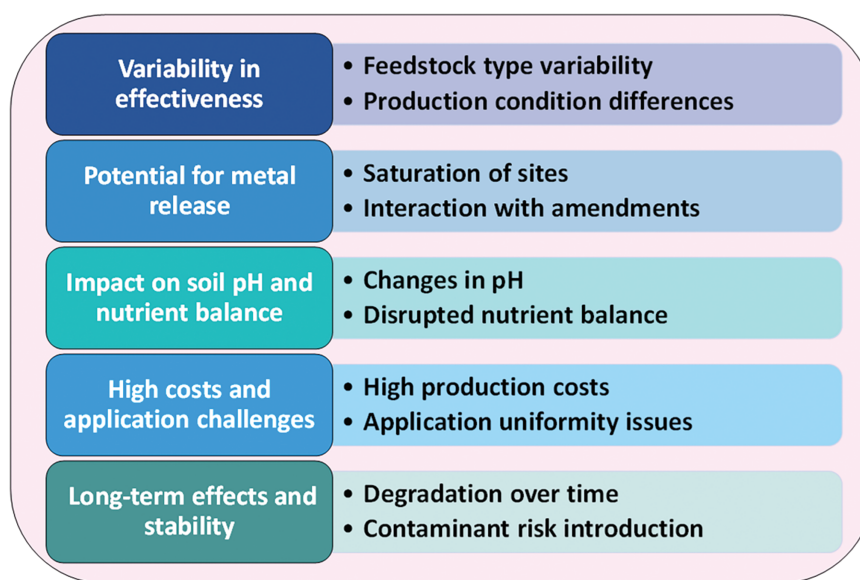 Variability in
effectiveness
• Feedstock type variability
• Production condition differences
Potential for metal
release
• Saturation of sites
• Interaction with amendments
Impact on soil pH and
nutrient balance
• Changes in pH
• Disrupted nutrient balance
High costs and
application challenges
• High production costs
• Application uniformity issues
Long-term effects and
stability
• Degradation over time
• Contaminant risk introduction